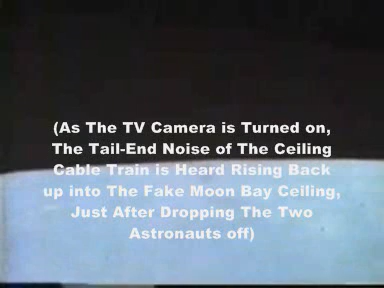 (As The TV Camera is Turned on,
The Tail-End Noise of The Ceiling
Cable Train is Heard Rising Back
up into The Fake Moon Bay Ceiling,
Just After Dropping The Two
Astronauts off)